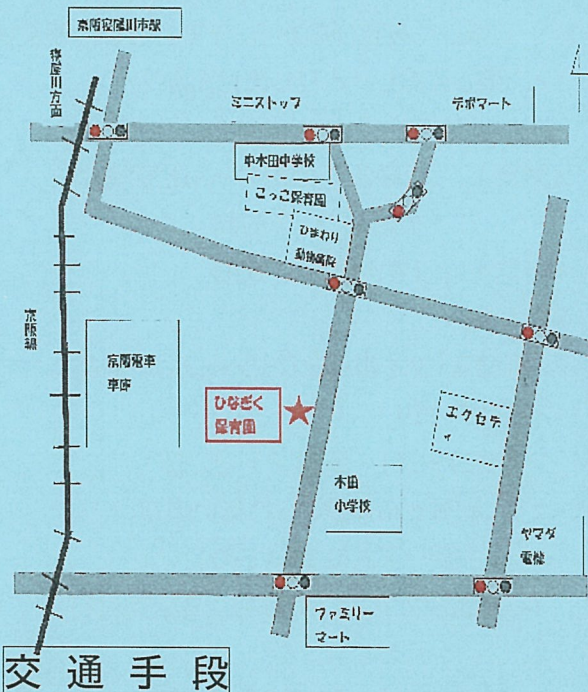 京阪寝屋川市駅
寝屋川方面
ミニストップ
デポマート
中木田中学校
こっこ保育園
ひまわり
動物病院
京阪線
京阪電車
車庫
ひなぎく
保育園
エクセディ
木田
小学校
ヤマダ
電機
ファミリー
マート
交通手段